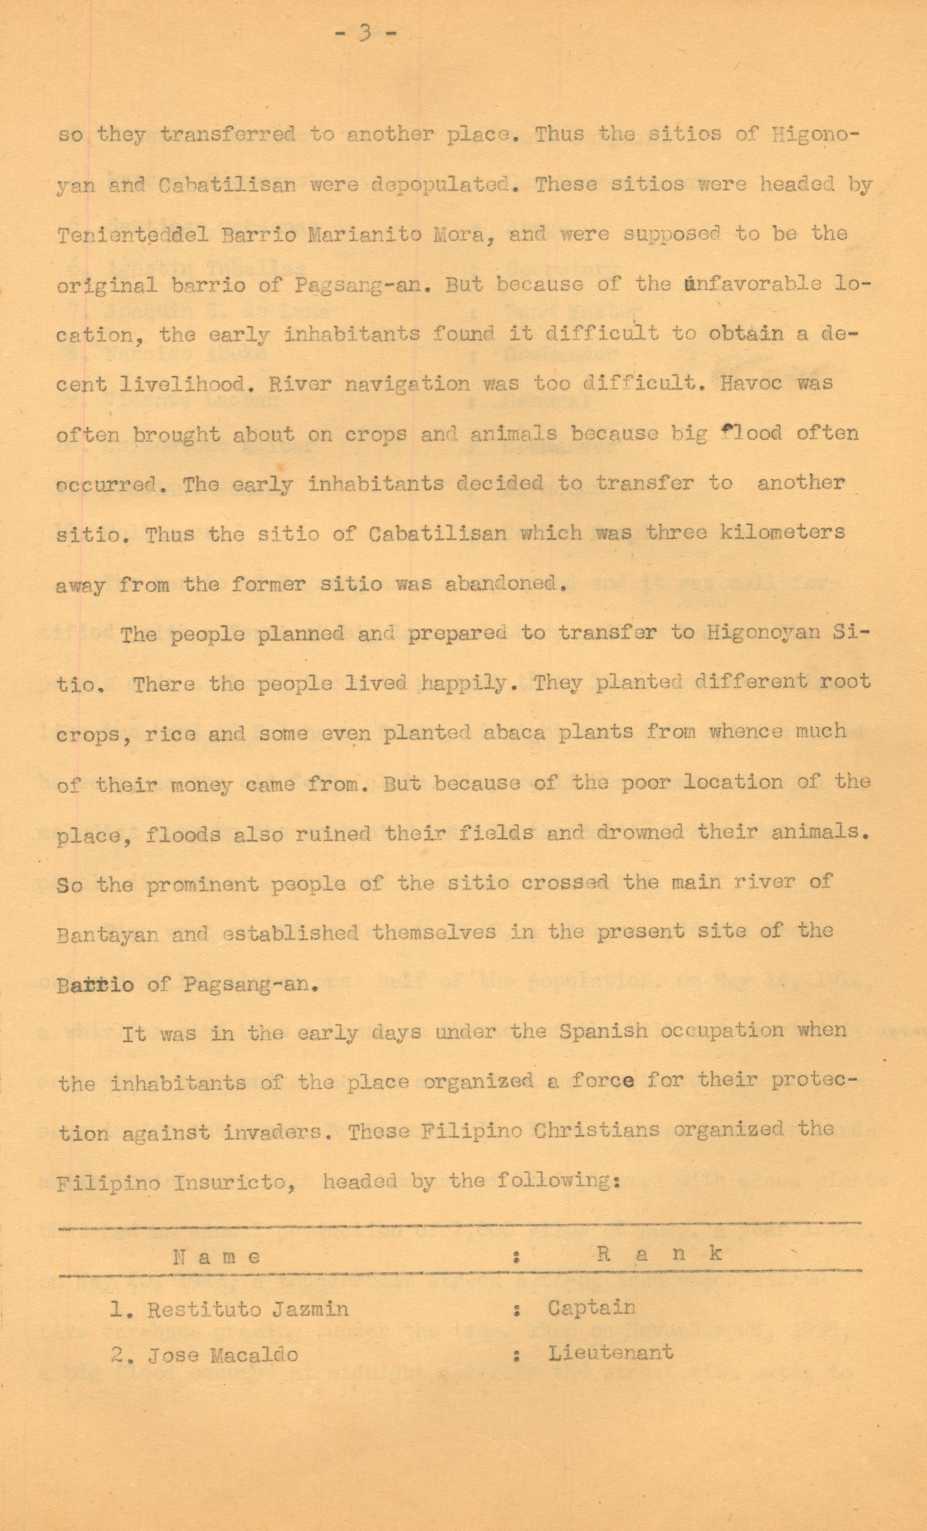 - 3 -
so they transferred to another place. Thus the sitios of Higono-
yan and Cabatilisan were depopulated. These sitios were headed by
Tenienteddel Barrio Marianito Mora, and were supposed to be the
original barrio of Pagsang-an. But because of the unfavorable lo-
cation, the early inhabitants found it difficult to obtain a de-
cent livelihood. River navigation was too difficult. Havoc was
often brought about on crops and animals because big flood often
occurred. The early inhabitants decided to transfer to another
sitio. Thus the sitio of Cabatilisan which was three kilometers
away from the former sitio was abandoned.
The people planned and prepared to transfer to Higonoyan Si-
tio. There the people lived happily. They planted different root
crops, rice and some even planted abaca plants from whence much
of their money came from. But because of the poor location of the
place, floods also ruined their fields and drowned their animals.
So the prominent people of the sitio crossed the main river of
Bantayan and established themselves in the present site of the
Barrio of Pagsang-an.
It was in the early days under the Spanish occupation when
the inhabitants of the place organized a force for their protec-
tion against invaders. These Filipino Christians organized the
Filipino Insuricto, headed by the following:
N a m e : R a n k
1. Restituto Jazmin : Captain
2. Jose Macaldo : Lieutenant